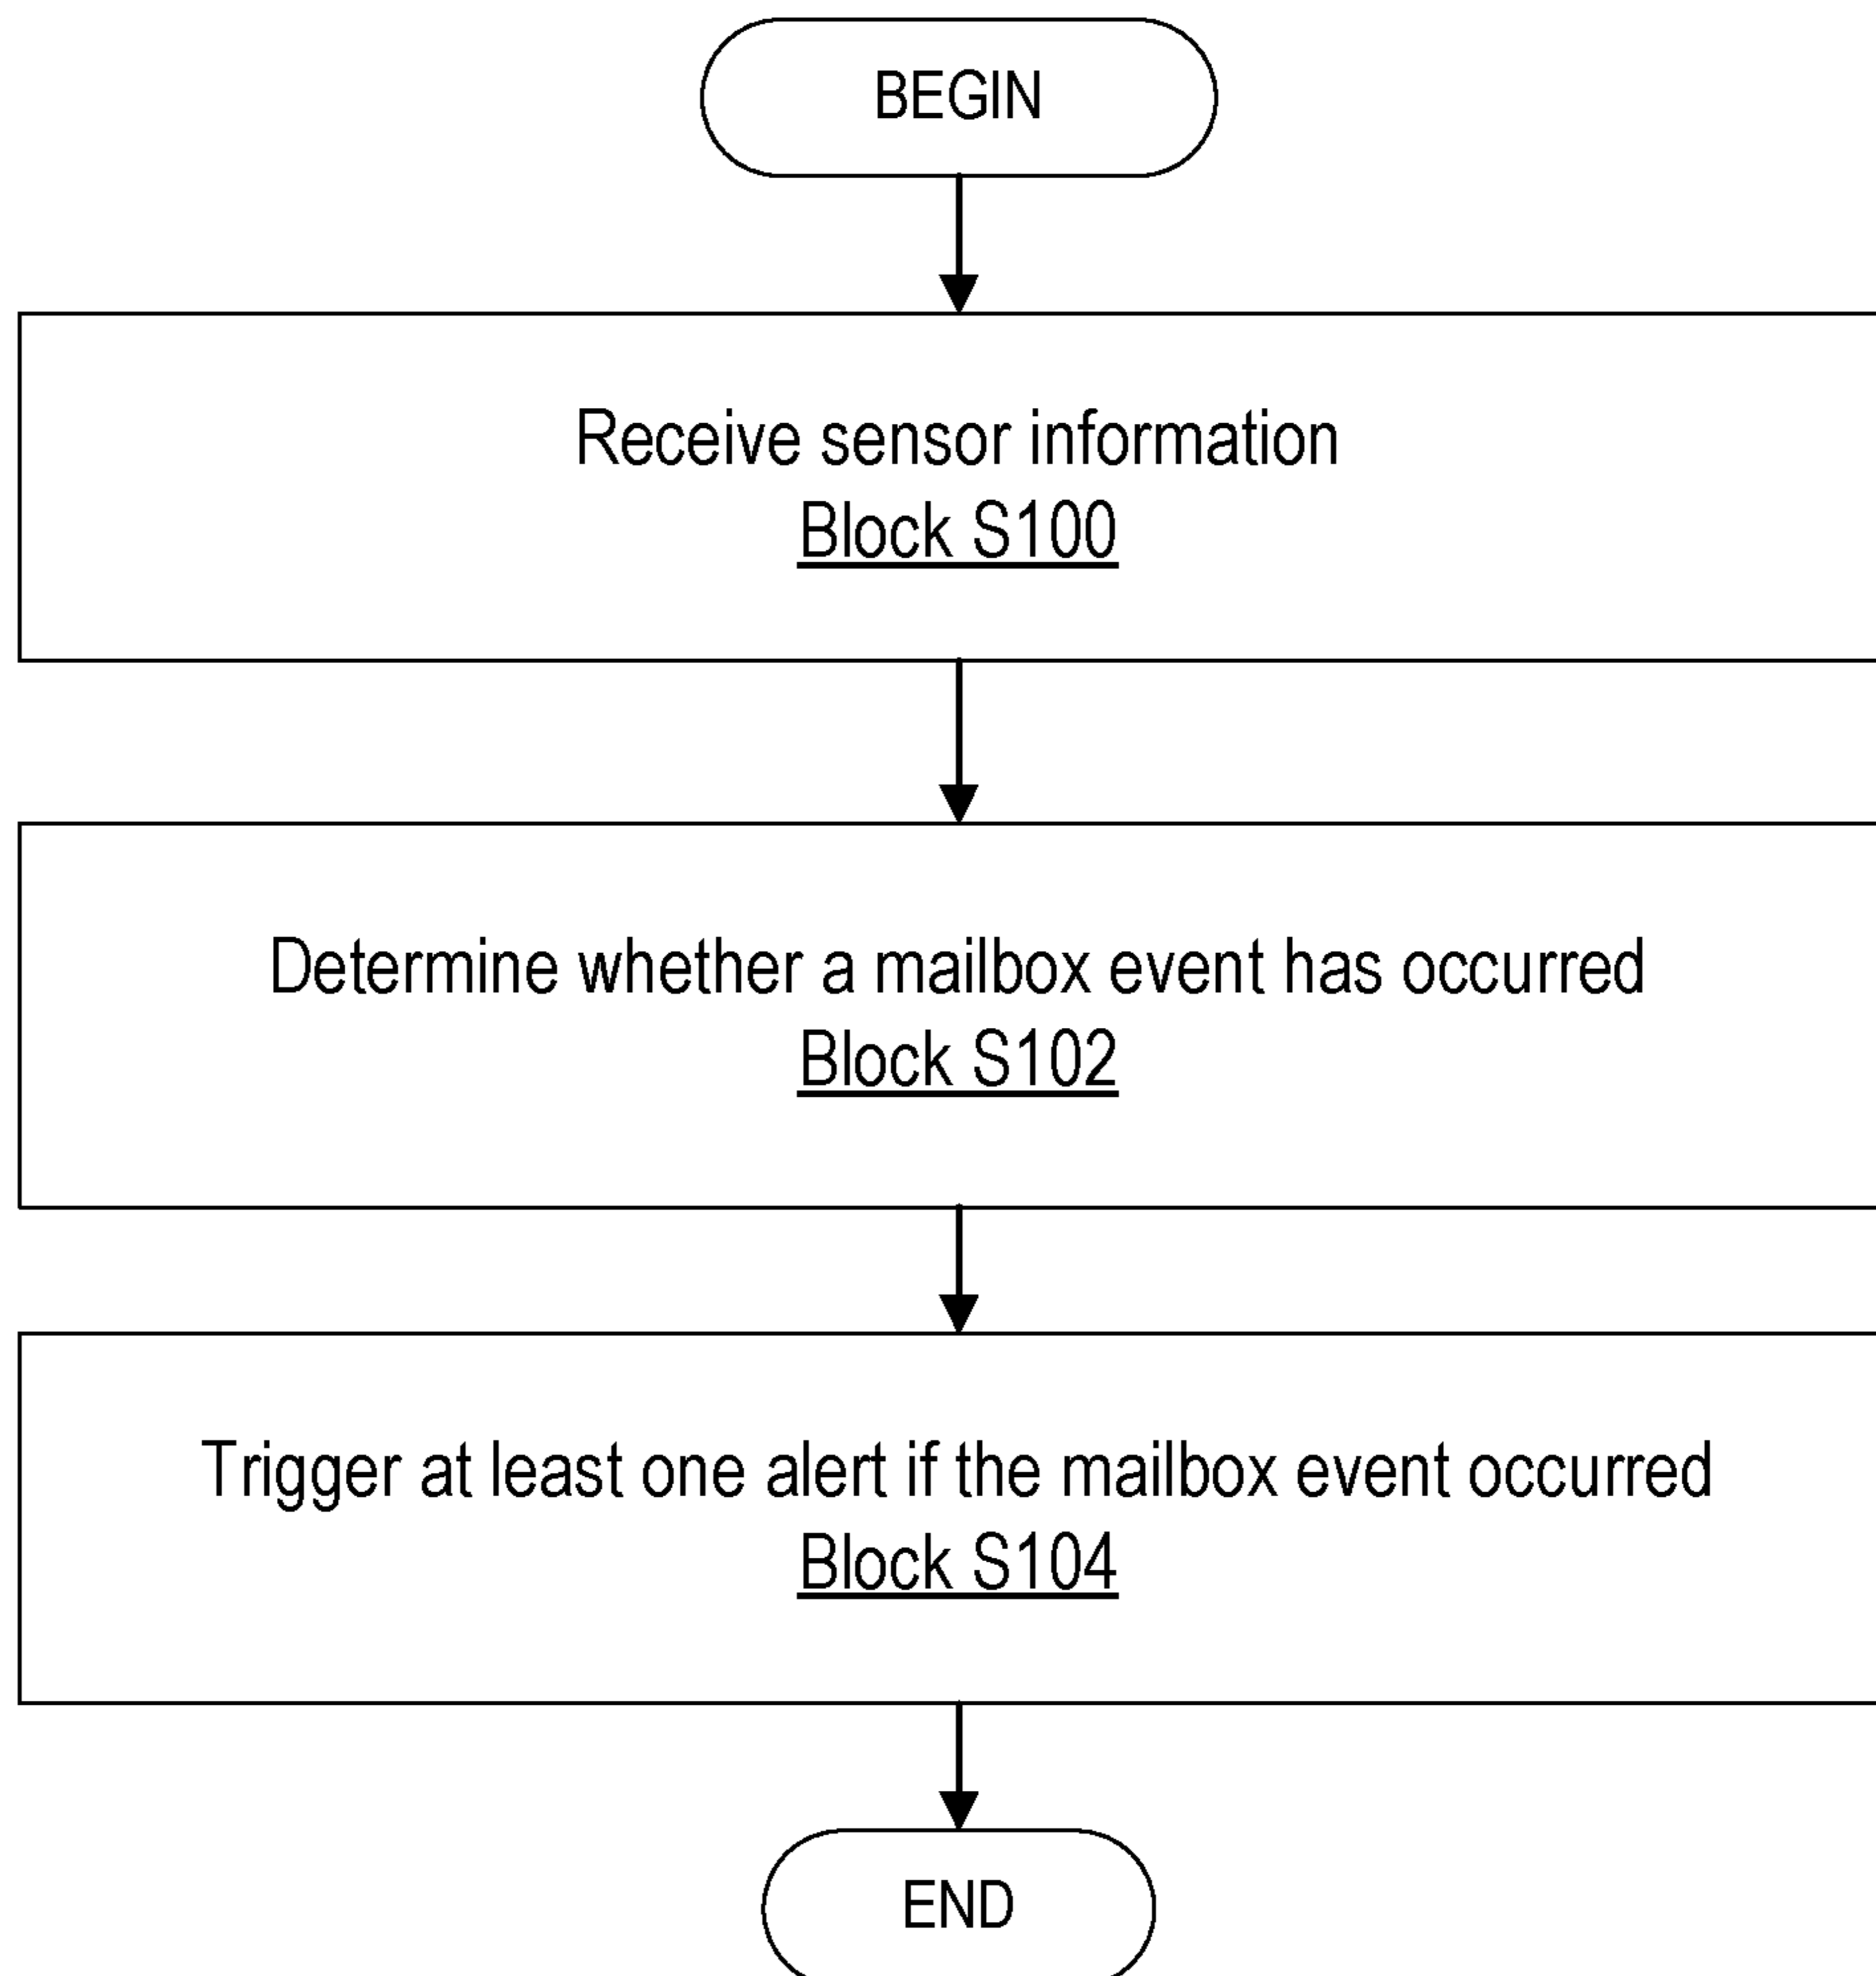 BEGIN
Receive sensor information
Block S100
Determine whether a mailbox event has occurred
Block S102
Trigger at least one alert if the mailbox event occurred
Block S104
END